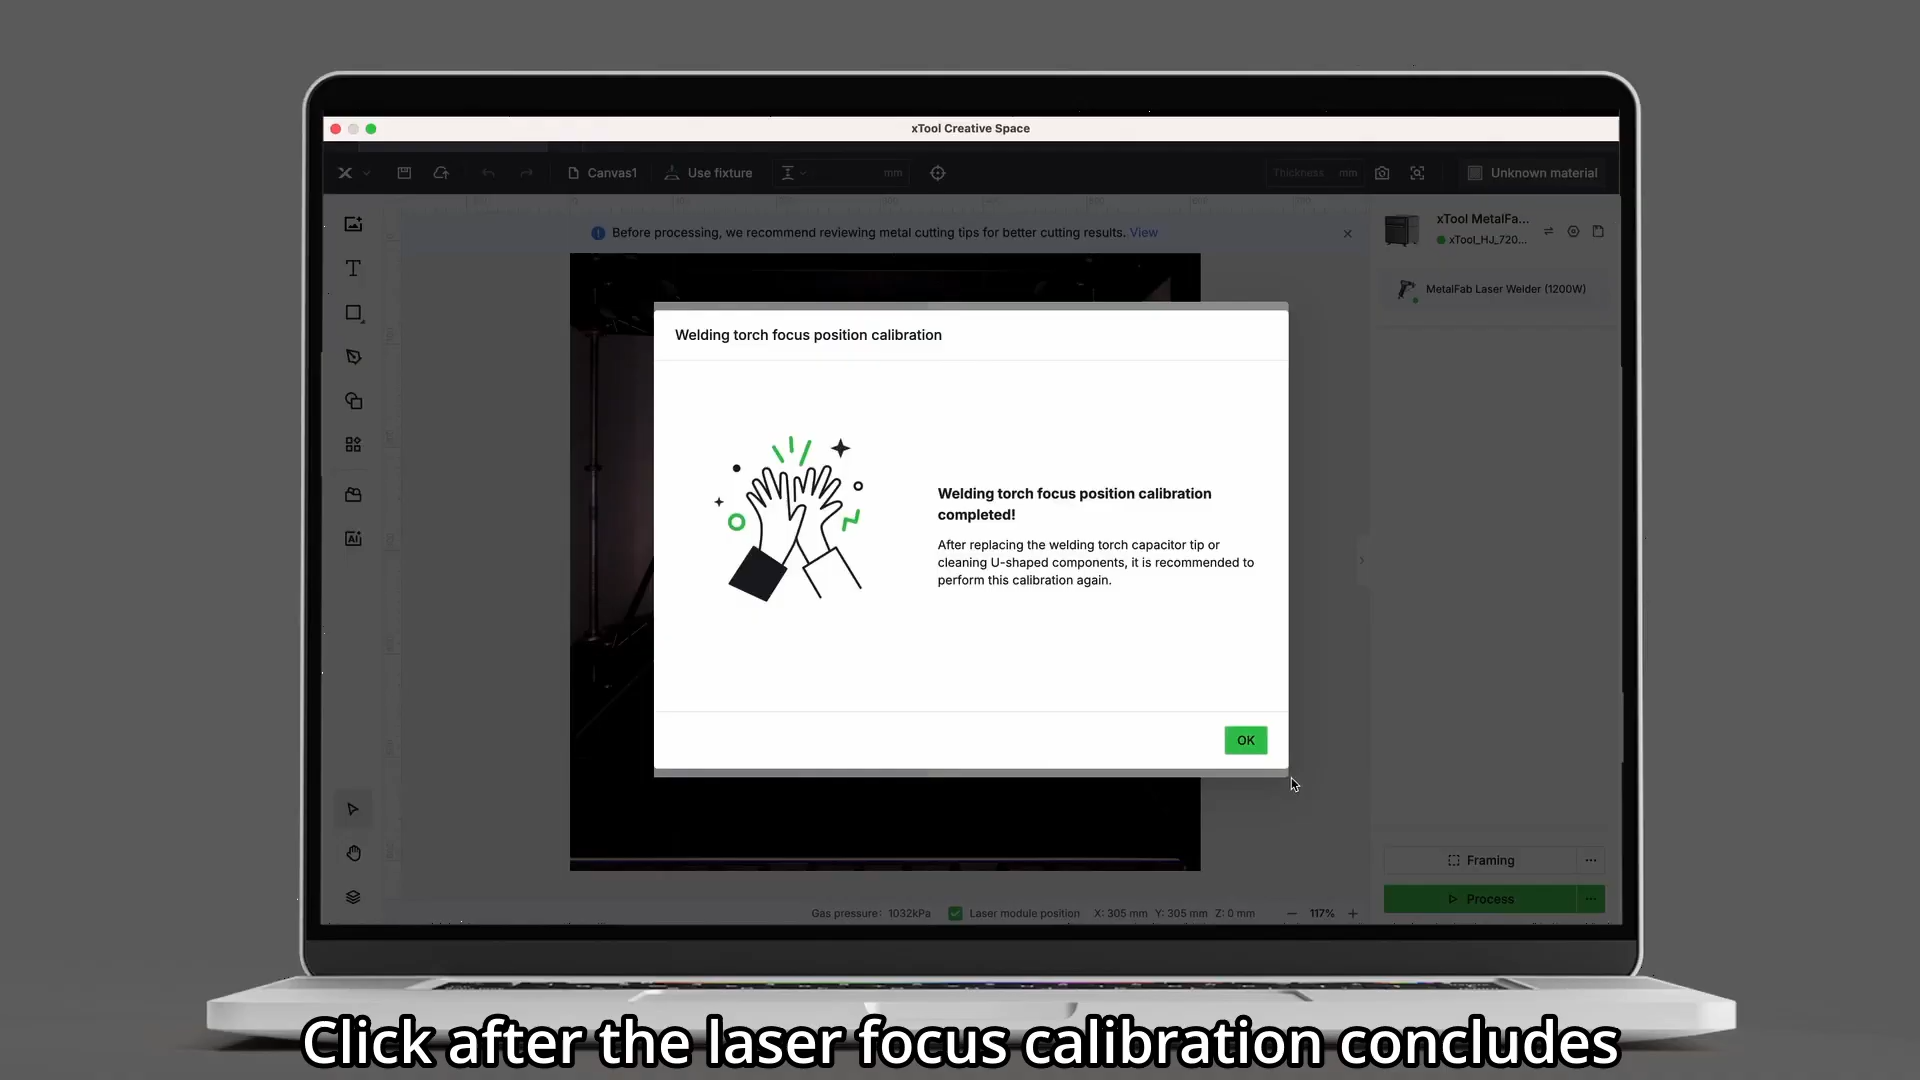 xTool Creative Space
Canvas1
Use fixture
mm
Thickness mm
Unknown material
Before processing, we recommend reviewing metal cutting tips for better cutting results. View
xTool MetalFa...
xTool_HJ_720...
MetalFab Laser Welder (1200W)
Welding torch focus position calibration
Welding torch focus position calibration
completed!
After replacing the welding torch capacitor tip or
cleaning U-shaped components, it is recommended to
perform this calibration again.
OK
AI
Framing
Process
Gas pressure: 1032kPa
Laser module position
X: 305 mm Y: 305 mm Z: 0 mm
117%
Click after the laser focus calibration concludes